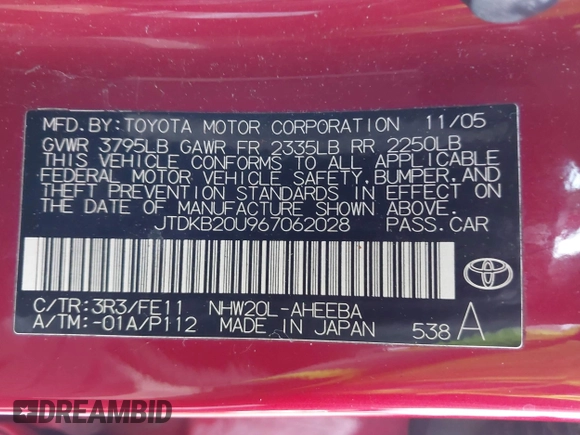 MFD.BY:TOYOTA MOTOR CORPORATION 11/05
GVWR 3795LB GAWR FR 2335LB RR 2250LB
THIS VEHICLE CONFORMS TO ALL APPLICABLE
FEDERAL MOTOR VEHICLE SAFETY,BUMPER,AND
THEFT PREVENTION STANDARDS IN EFFECT ON
THE DATE OF MANUFACTURE SHOWN ABOVE.
JTDKB20U967062028 PASS.CAR
C/TR:3R3/FE11 NHW20L-AHEEBA
A/TM:-01A/P112 MADE IN JAPAN 538 A
DREAMBID